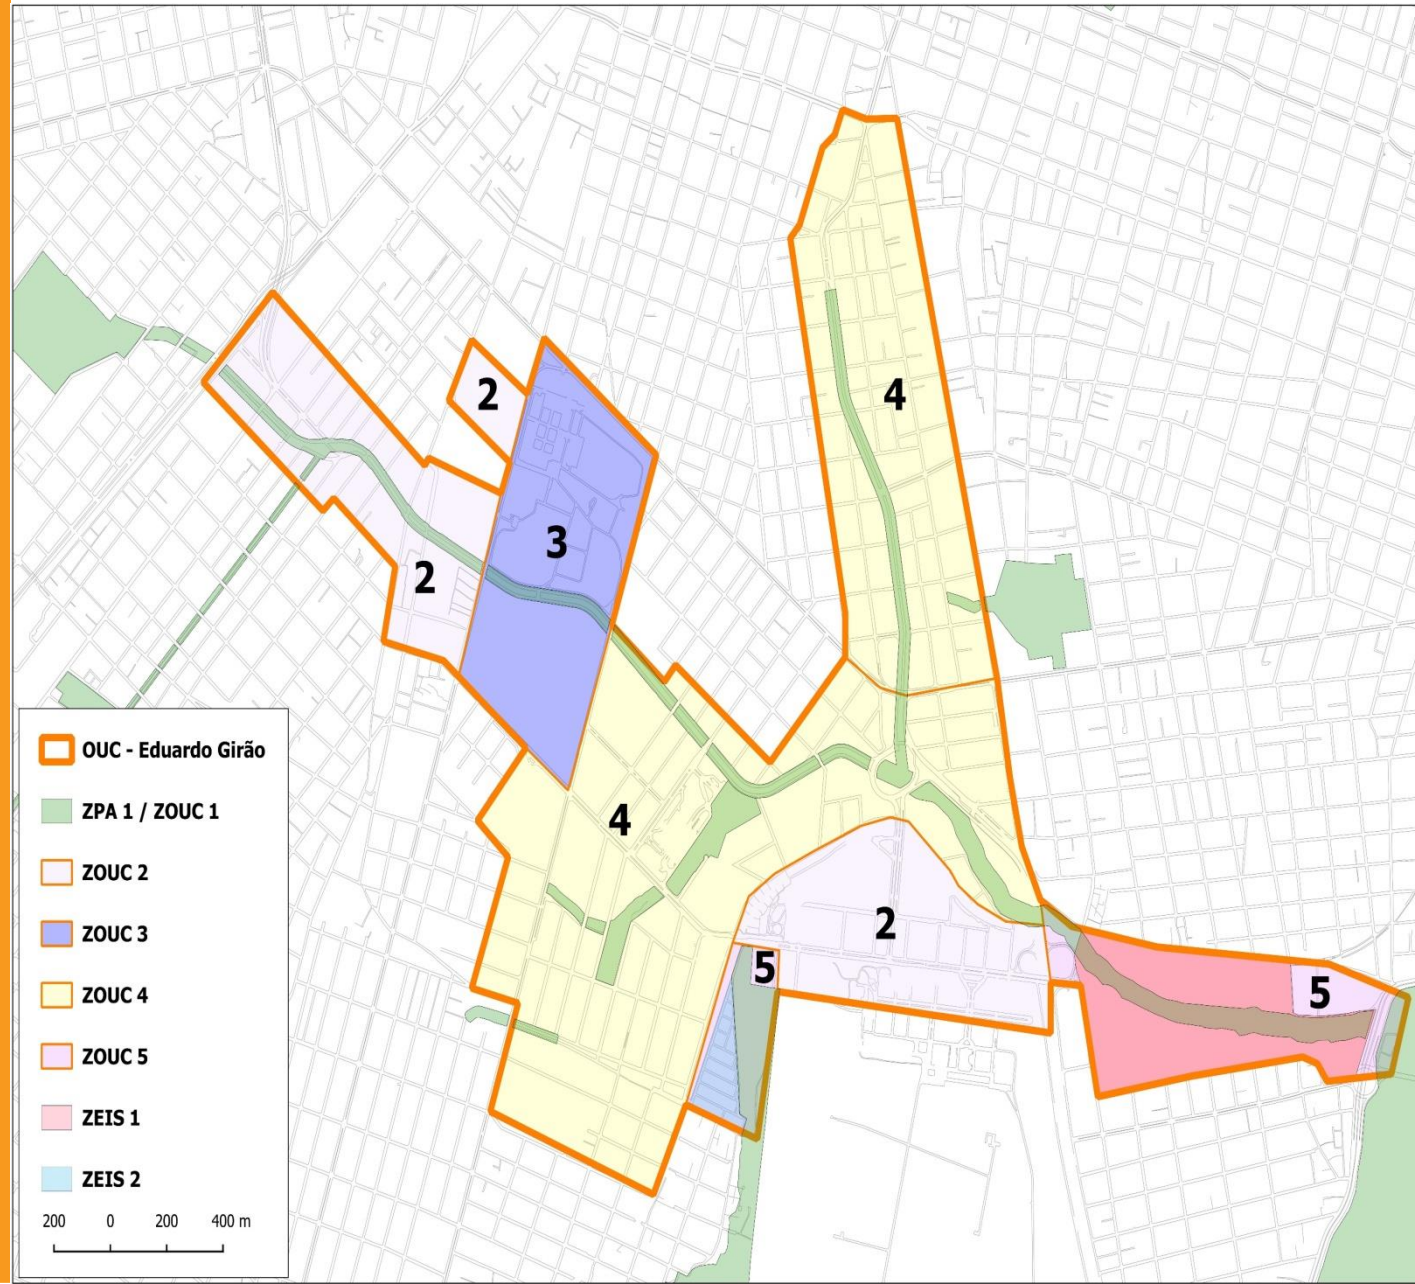 4
2
3
2
4
2
5
5
OUC - Eduardo Girão
ZPA 1 / ZOUC 1
ZOUC 2
ZOUC 3
ZOUC 4
ZOUC 5
ZEIS 1
ZEIS 2
200 0 200 400 m